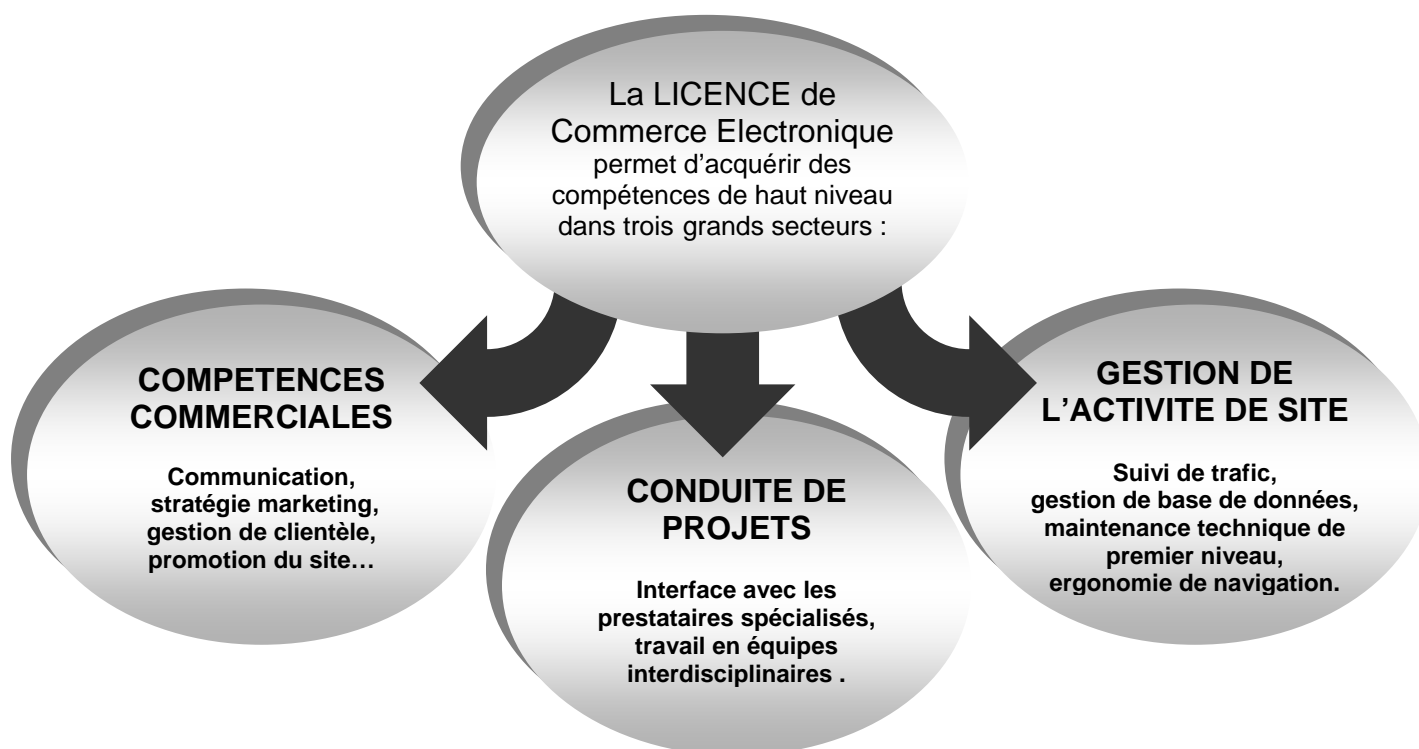 La LICENCE de
Commerce Electronique
permet d’acquérir des
compétences de haut niveau
dans trois grands secteurs :
COMPETENCES
COMMERCIALES
Communication,
stratégie marketing,
gestion de clientèle,
promotion du site…
CONDUITE DE
PROJETS
Interface avec les
prestataires spécialisés,
travail en équipes
interdisciplinaires .
GESTION DE
L’ACTIVITE DE SITE
Suivi de trafic,
gestion de base de données,
maintenance technique de
premier niveau,
ergonomie de navigation.